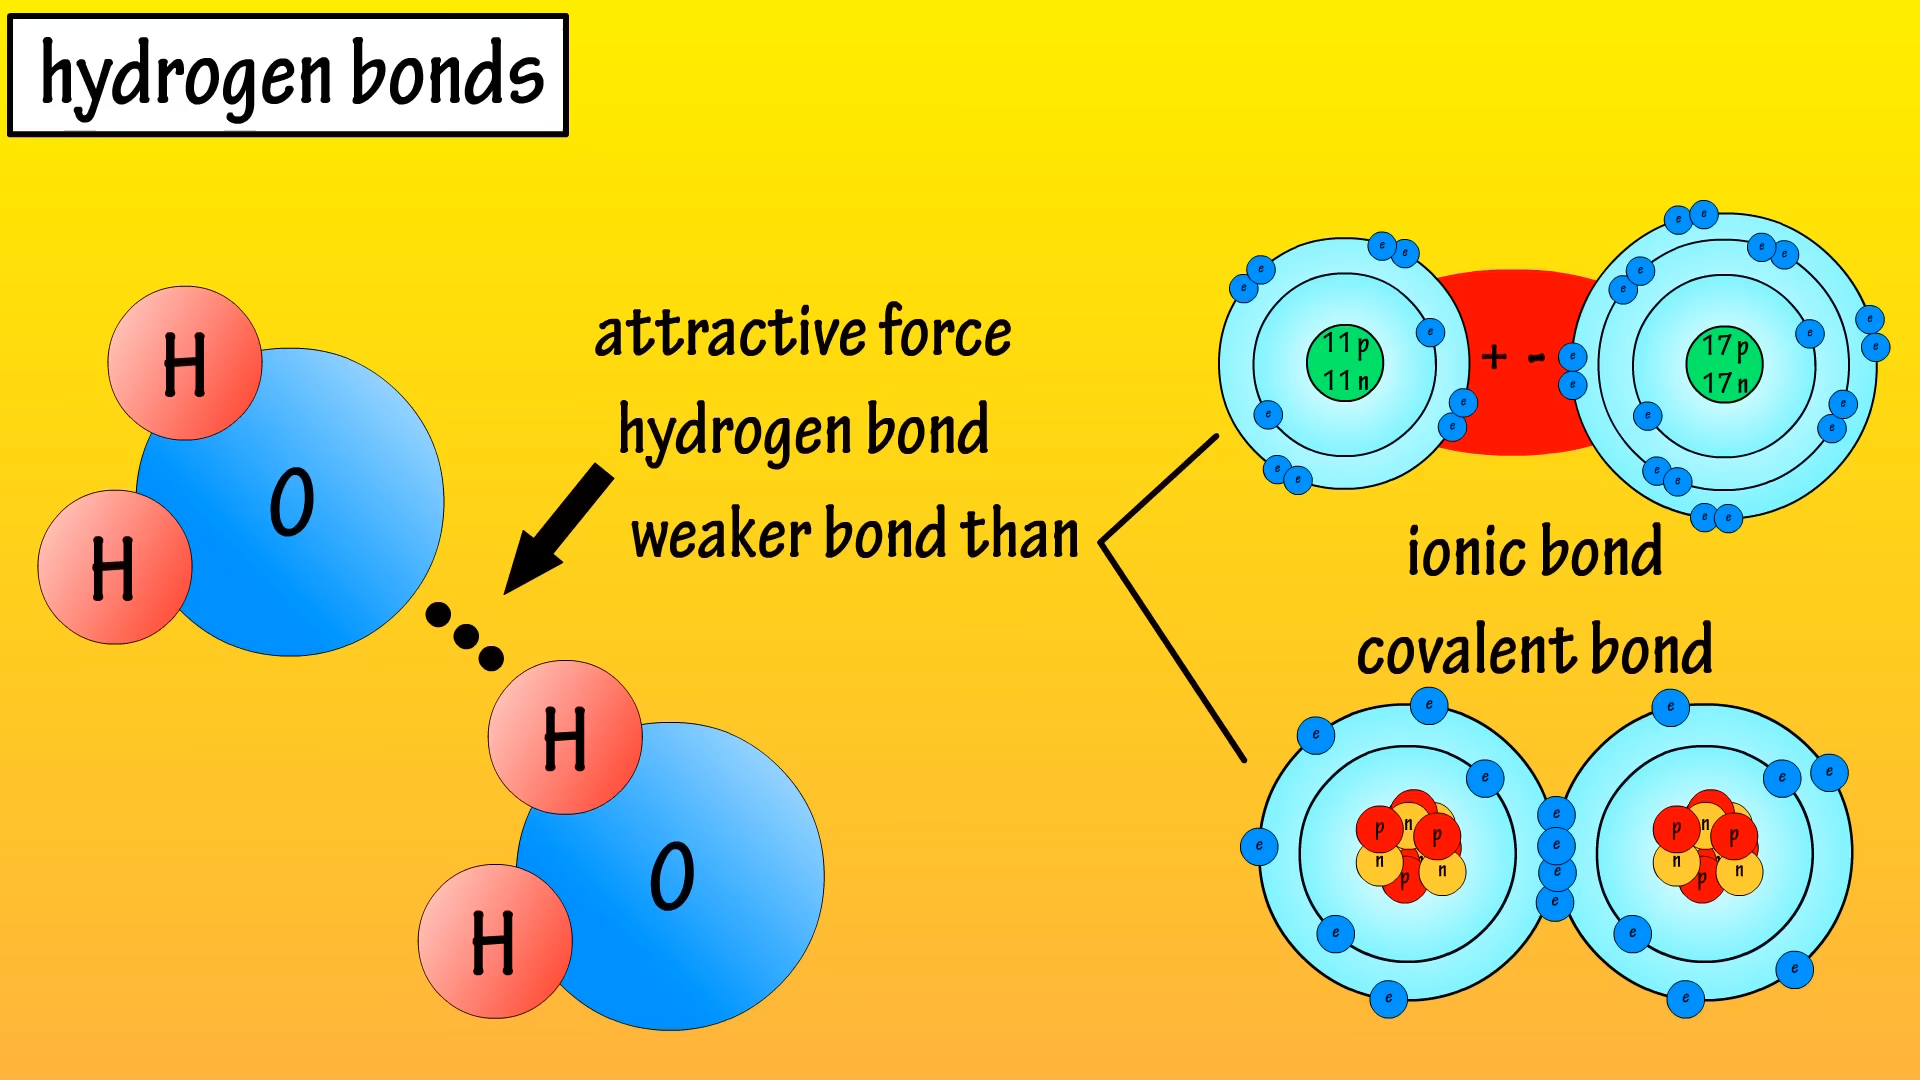 hydrogen bonds
H
O
H
attractive force
hydrogen bond
weaker bond than
H
O
H
e e
e e
e e
e e
e
e
e e
e e
11 p
11 n
+ -
e e
e e
e e
e e
e
e
e e
e e
e e
17 p
17 n
ionic bond
covalent bond
e
e
e
e
e
e
p n p
n n
p
e
e
e
e
e
e
e
e
e
e
p n p
n n
p